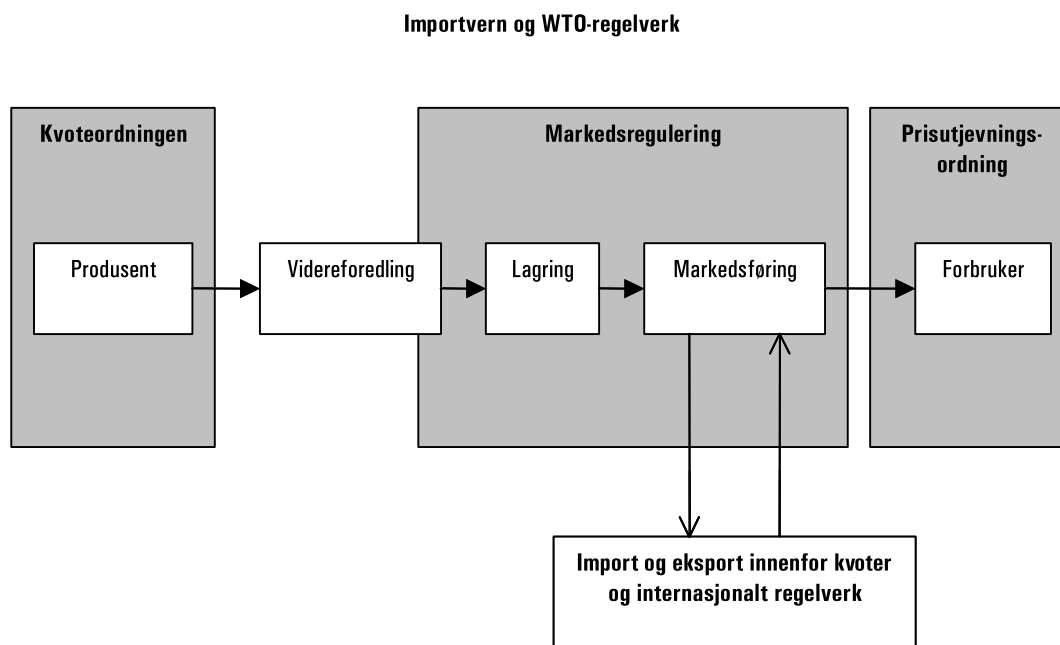 Importvern og WTO-regelverk
Kvoteordningen
Markedsregulering
Prisutjevnings-
ordning
Produsent
Videreforedling
Lagring
Markedsføring
Forbruker
Import og eksport innenfor kvoter
og internasjonalt regelverk